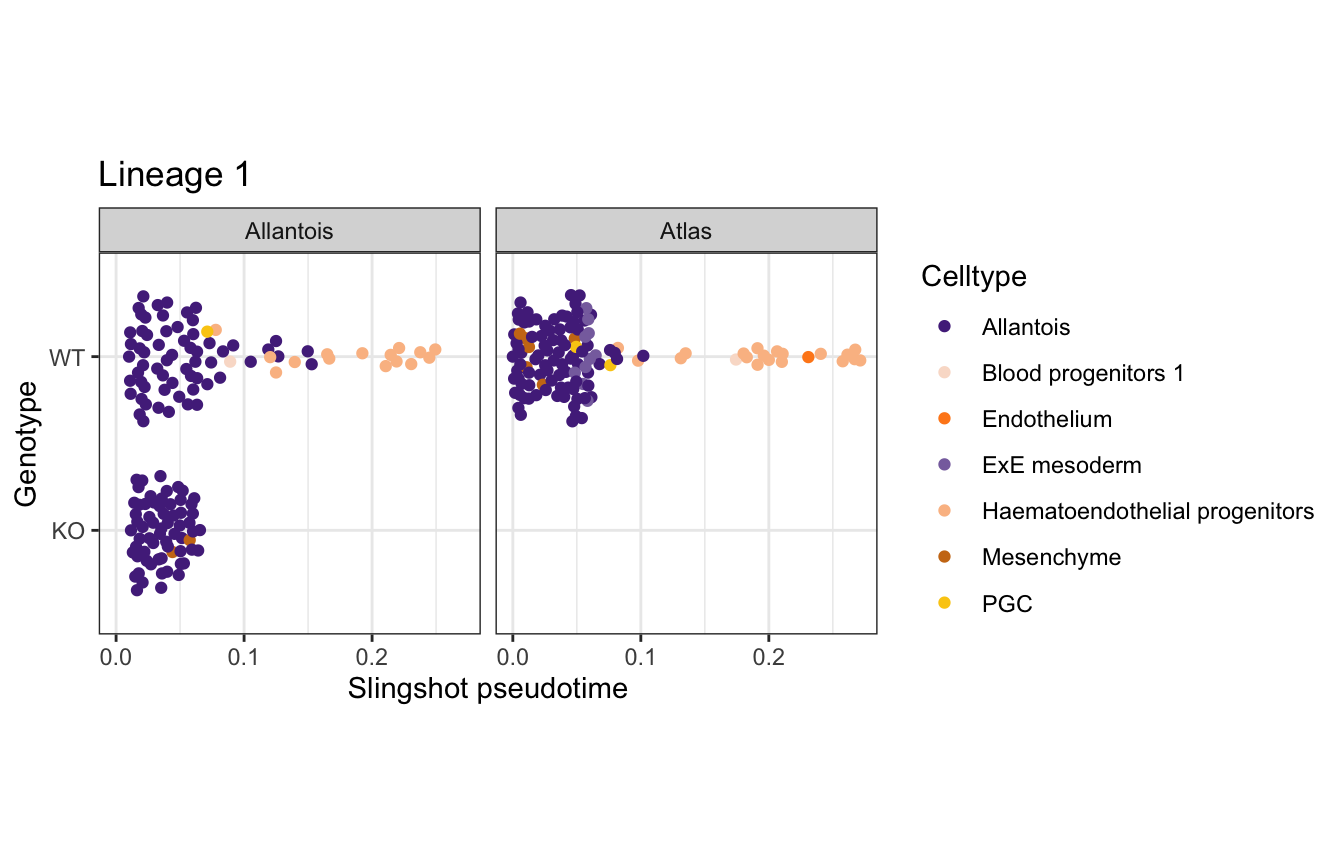 Lineage 1
Allantois
Atlas
WT
KO
Genotype
0.0
0.1
0.2
0.0
0.1
0.2
Slingshot pseudotime
Celltype
Allantois
Blood progenitors 1
Endothelium
ExE mesoderm
Haematoendothelial progenitors
Mesenchyme
PGC